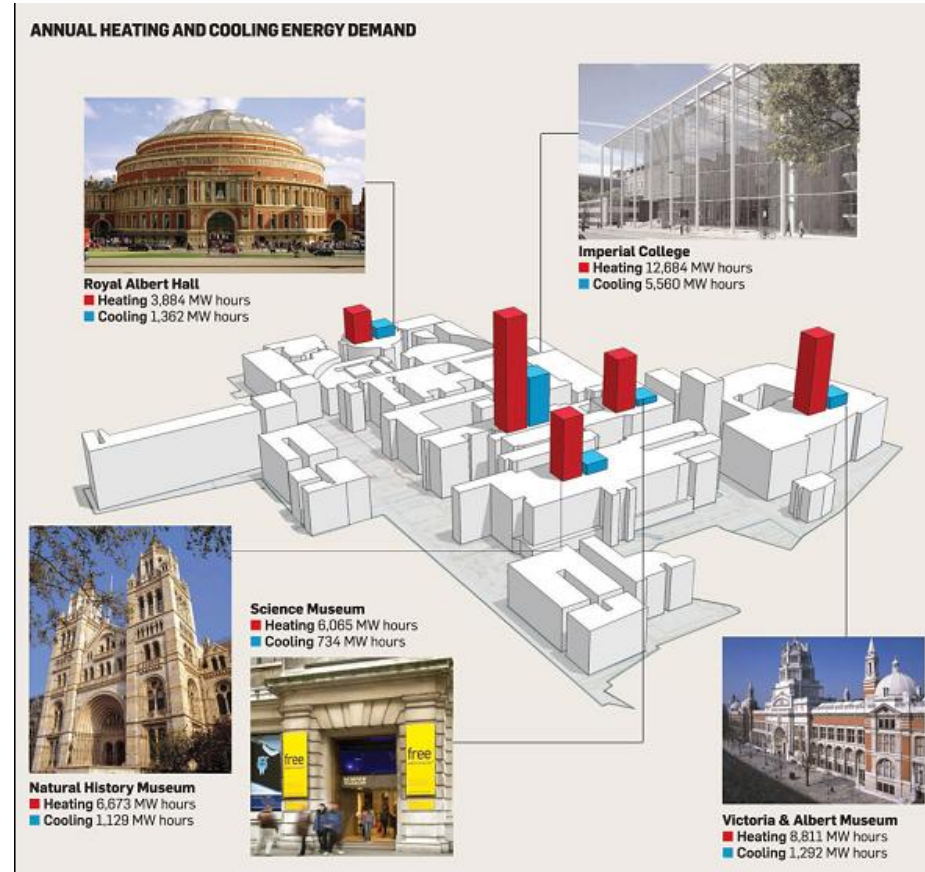 ANNUAL HEATING AND COOLING ENERGY DEMAND
Royal Albert Hall
Heating 3,884 MW hours
Cooling 1,362 MW hours
Imperial College
Heating 12,684 MW hours
Cooling 5,560 MW hours
Science Museum
Heating 6,065 MW hours
Cooling 734 MW hours
free
free
Natural History Museum
Heating 6,673 MW hours
Cooling 1,129 MW hours
Victoria & Albert Museum
Heating 8,811 MW hours
Cooling 1,292 MW hours